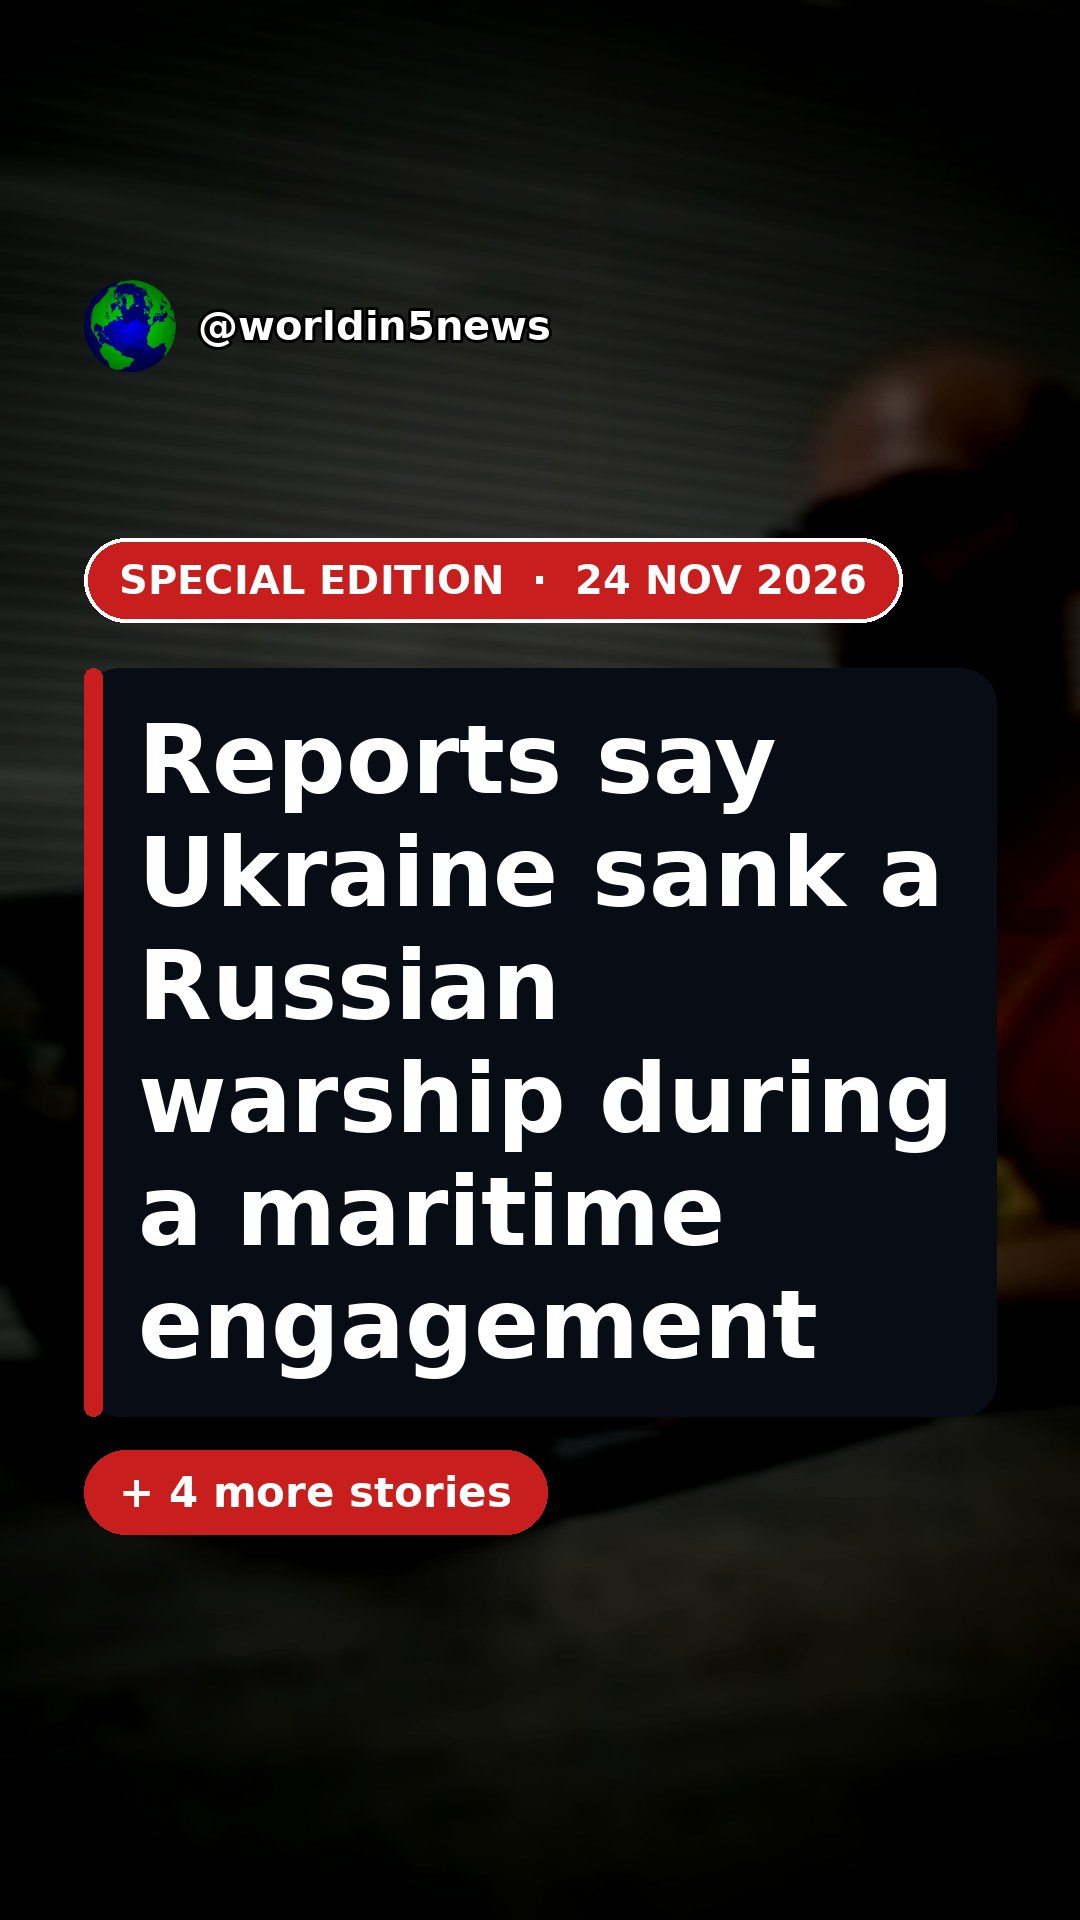 @worldin5news
SPECIAL EDITION · 24 NOV 2026
Reports say
Ukraine sank a
Russian
warship during
a maritime
engagement
+ 4 more stories